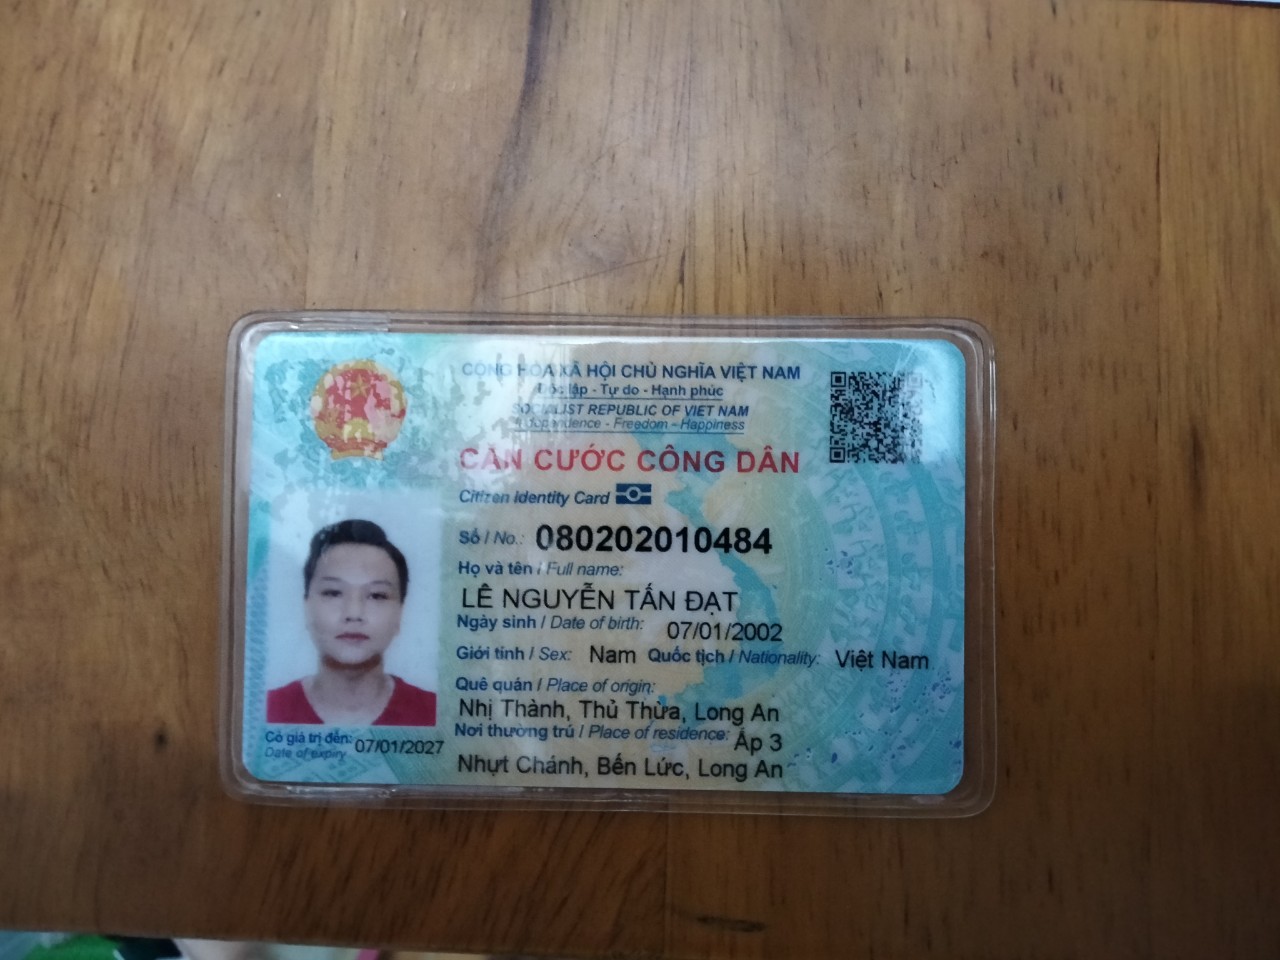 CỘNG HÒA XÃ HỘI CHỦ NGHĨA VIỆT NAM
Độc lập - Tự do - Hạnh phúc
SOCIALIST REPUBLIC OF VIET NAM
Independence - Freedom - Happiness
CĂN CƯỚC CÔNG DÂN
Citizen Identity Card
Số / No.: 080202010484
Họ và tên / Full name:
LÊ NGUYỄN TẤN ĐẠT
Ngày sinh / Date of birth: 07/01/2002
Giới tính / Sex: Nam Quốc tịch / Nationality: Việt Nam
Quê quán / Place of origin:
Nhị Thành, Thủ Thừa, Long An
Nơi thường trú / Place of residence: Ấp 3
Nhựt Chánh, Bến Lức, Long An
Có giá trị đến: 07/01/2027
Date of expiry